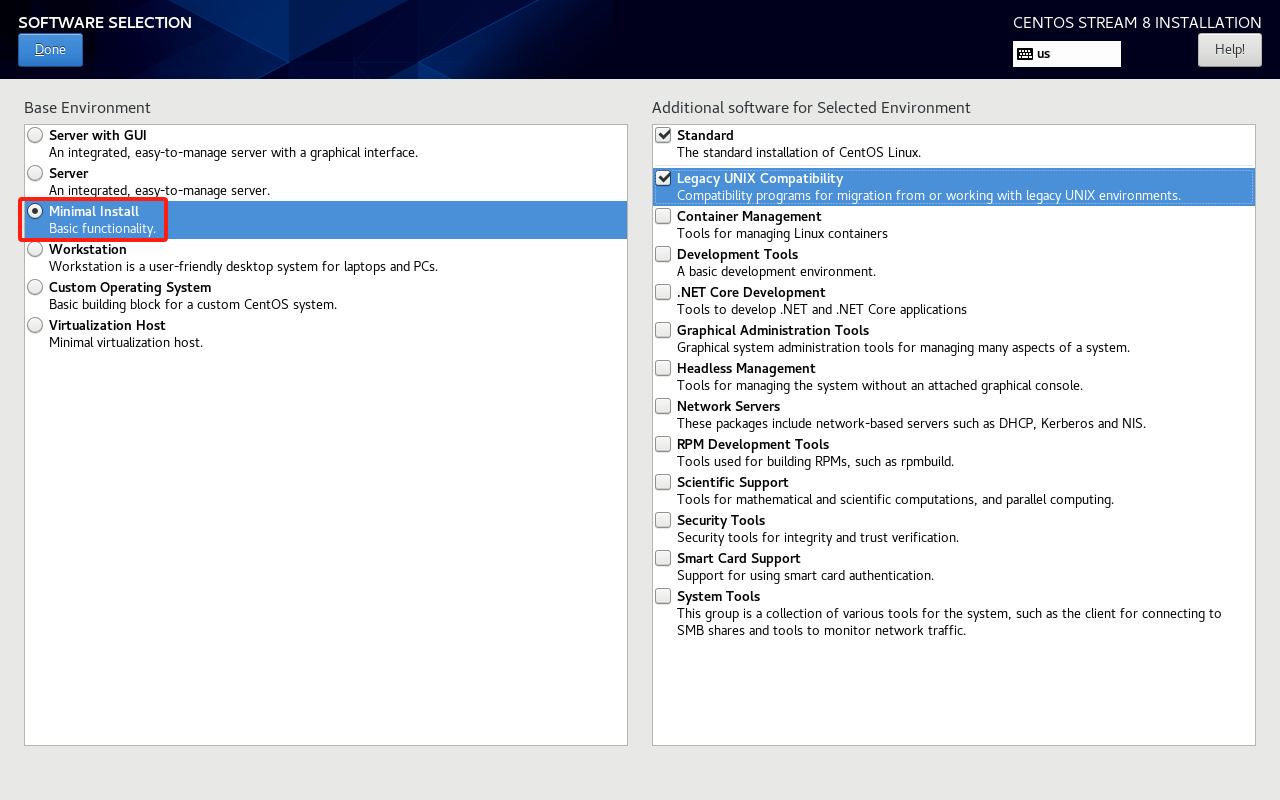 SOFTWARE SELECTION
Done
CENTOS STREAM 8 INSTALLATION
us
Help!
Base Environment
Server with GUI
An integrated, easy-to-manage server with a graphical interface.
Server
An integrated, easy-to-manage server.
Minimal Install
Basic functionality.
Workstation
Workstation is a user-friendly desktop system for laptops and PCs.
Custom Operating System
Basic building block for a custom CentOS system.
Virtualization Host
Minimal virtualization host.
Additional software for Selected Environment
Standard
The standard installation of CentOS Linux.
Legacy UNIX Compatibility
Compatibility programs for migration from or working with legacy UNIX environments.
Container Management
Tools for managing Linux containers
Development Tools
A basic development environment.
.NET Core Development
Tools to develop .NET and .NET Core applications
Graphical Administration Tools
Graphical system administration tools for managing many aspects of a system.
Headless Management
Tools for managing the system without an attached graphical console.
Network Servers
These packages include network-based servers such as DHCP, Kerberos and NIS.
RPM Development Tools
Tools used for building RPMs, such as rpmbuild.
Scientific Support
Tools for mathematical and scientific computations, and parallel computing.
Security Tools
Security tools for integrity and trust verification.
Smart Card Support
Support for using smart card authentication.
System Tools
This group is a collection of various tools for the system, such as the client for connecting to
SMB shares and tools to monitor network traffic.